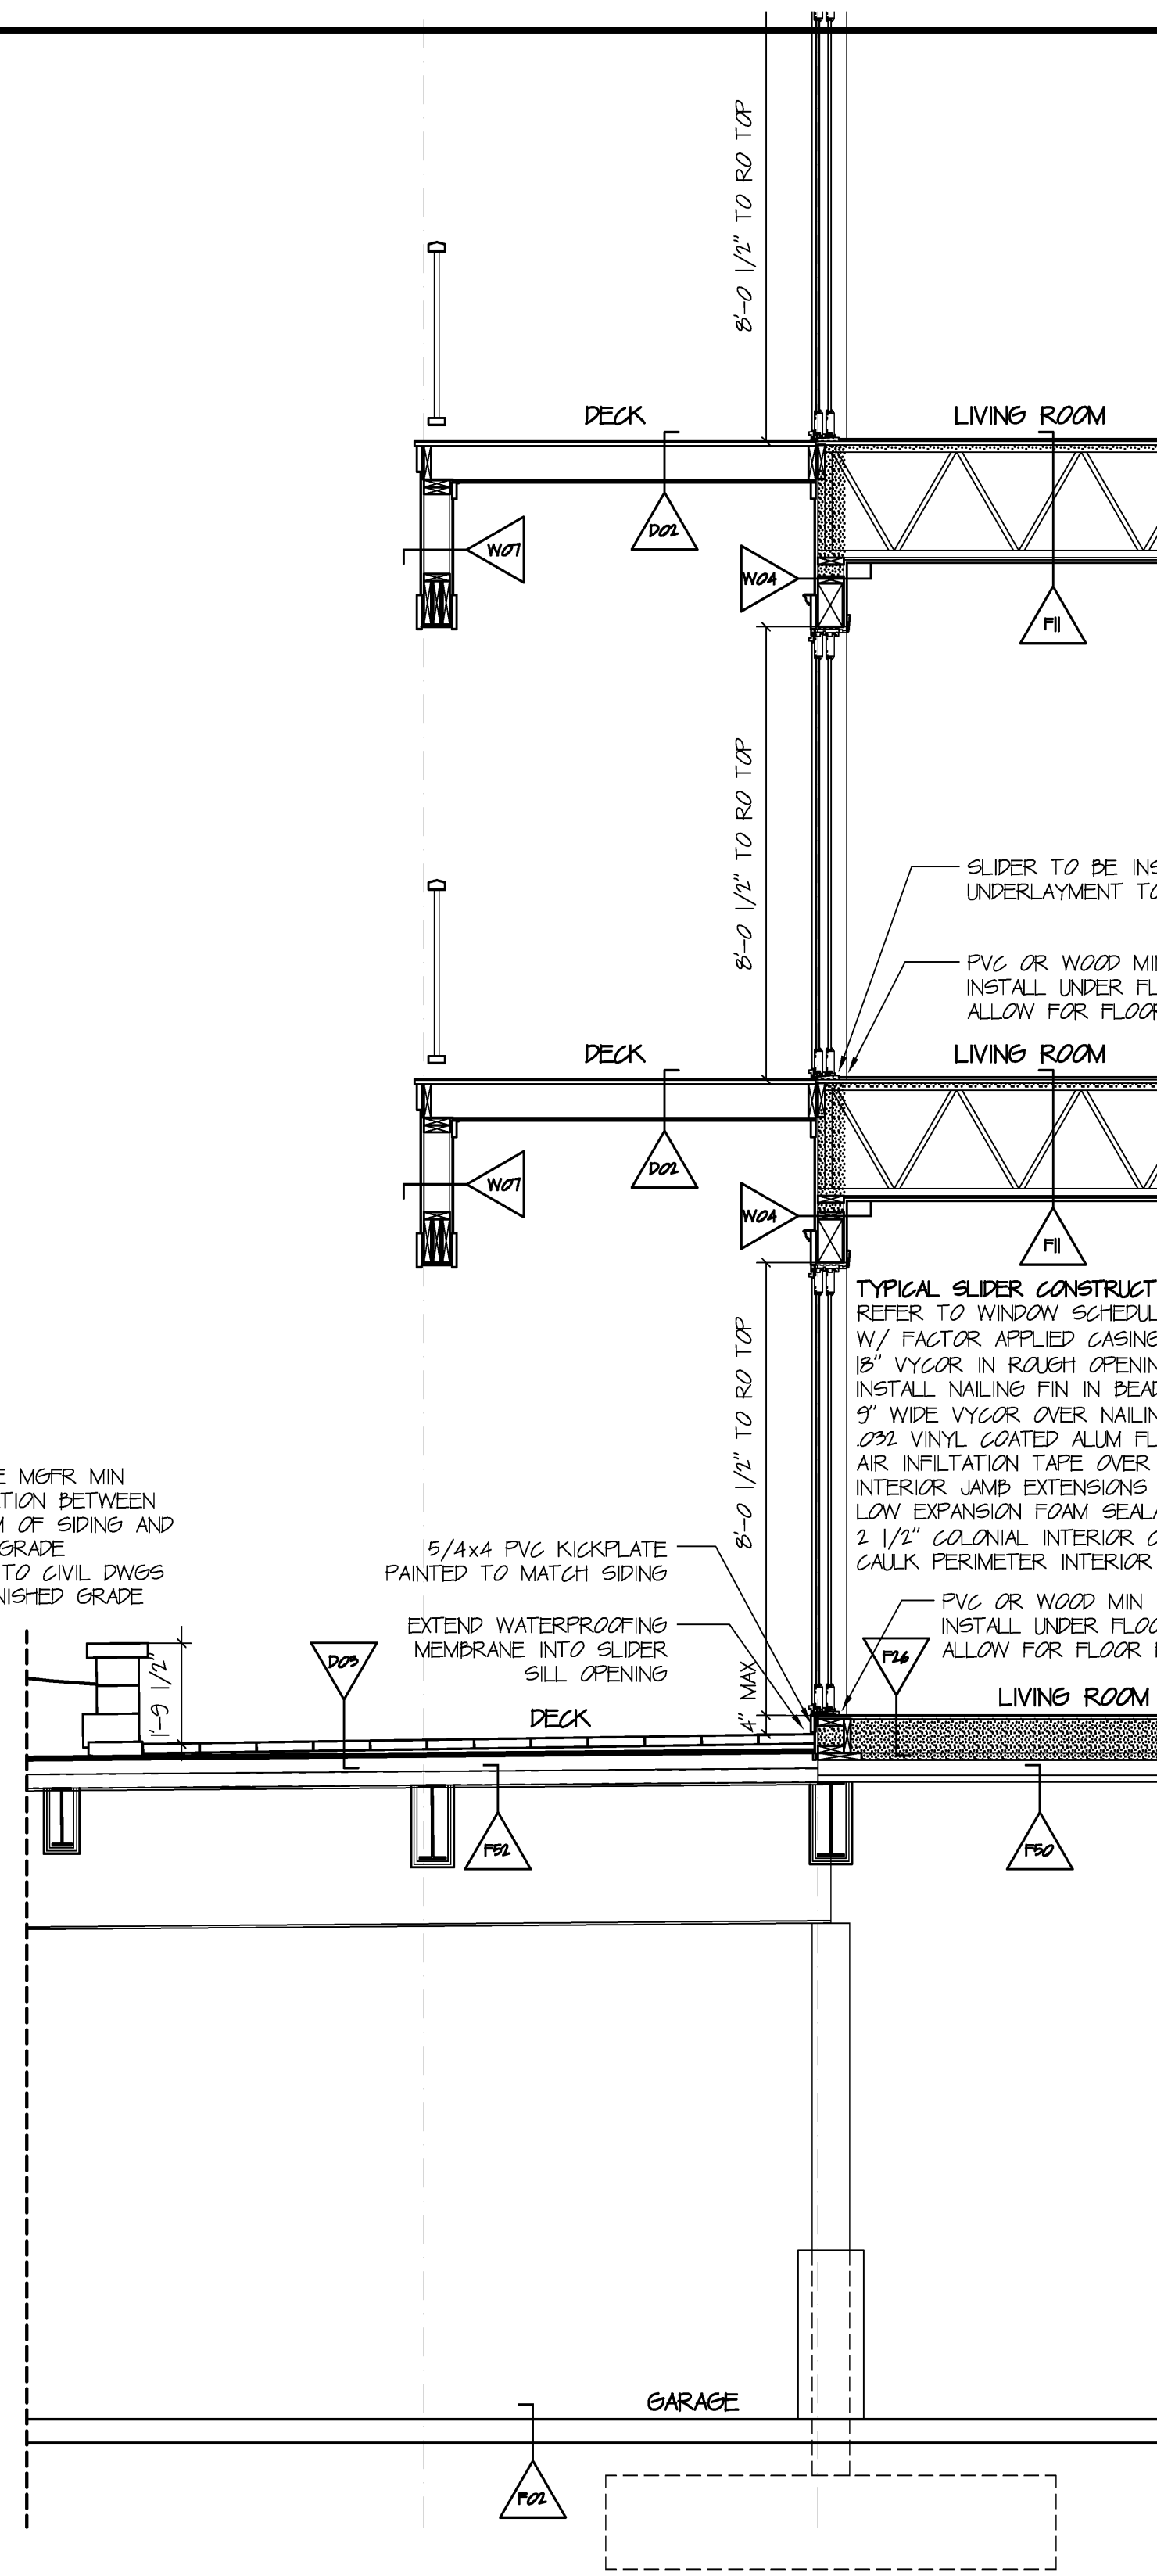 8'-0 1/2" TO RO TOP
DECK
LIVING ROOM
D02
W07
W04
F11
8'-0 1/2" TO RO TOP
SLIDER TO BE INS
UNDERLAYMENT TO
PVC OR WOOD MIN
INSTALL UNDER FL
ALLOW FOR FLOOR
DECK
LIVING ROOM
D02
W07
W04
F11
8'-0 1/2" TO RO TOP
TYPICAL SLIDER CONSTRUCT
REFER TO WINDOW SCHEDUL
W/ FACTOR APPLIED CASING
18" VYCOR IN ROUGH OPENIN
INSTALL NAILING FIN IN BEAD
9" WIDE VYCOR OVER NAILIN
.032 VINYL COATED ALUM FL
AIR INFILTATION TAPE OVER
INTERIOR JAMB EXTENSIONS
LOW EXPANSION FOAM SEALA
2 1/2" COLONIAL INTERIOR C
CAULK PERIMETER INTERIOR
E MGFR MIN
TION BETWEEN
M OF SIDING AND
GRADE
TO CIVIL DWGS
NISHED GRADE
5/4x4 PVC KICKPLATE
PAINTED TO MATCH SIDING
EXTEND WATERPROOFING
MEMBRANE INTO SLIDER
SILL OPENING
PVC OR WOOD MIN
INSTALL UNDER FLOO
ALLOW FOR FLOOR
1'-9 1/2"
D03
4" MAX
F26
DECK
LIVING ROOM
F52
F50
GARAGE
F02